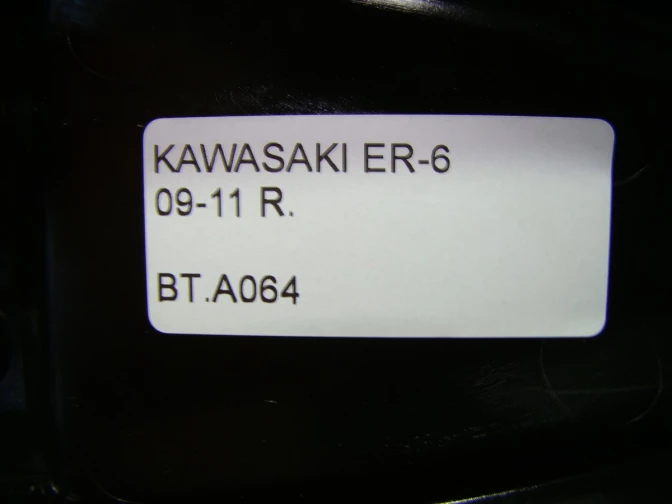 KAWASAKI ER-6
09-11 R.
BT.A064